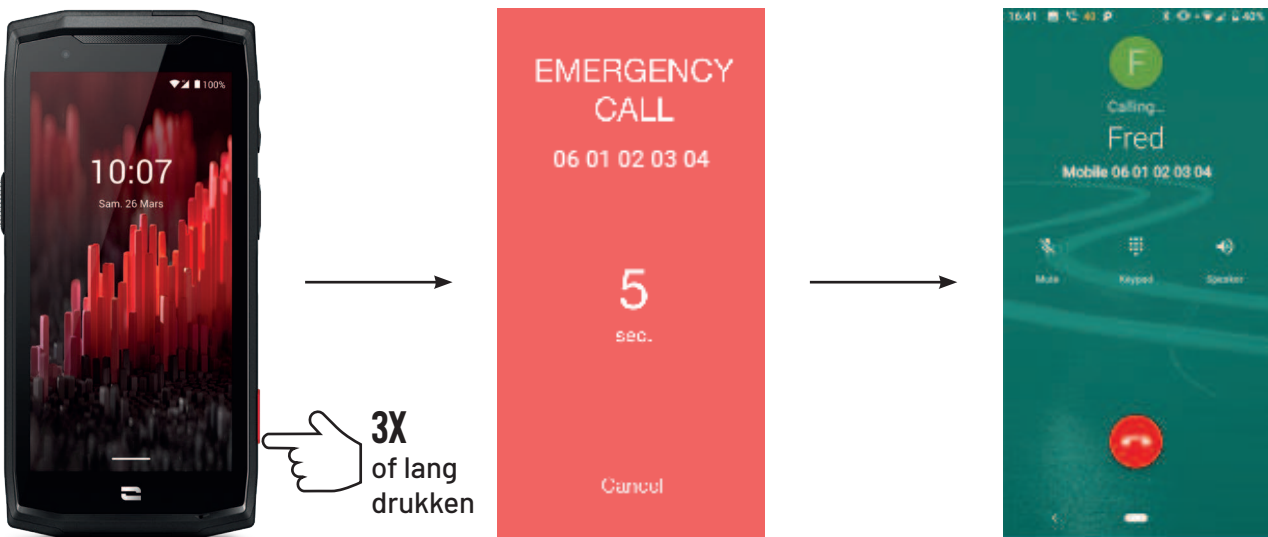 100%
10:07
Sam. 26 Mars
3X
of lang
drukken
EMERGENCY
CALL
06 01 02 03 04
5
sec.
Cancel
16:41 40 P 40%
F
Calling...
Fred
Mobile 06 01 02 03 04
Mute Keypad Speaker